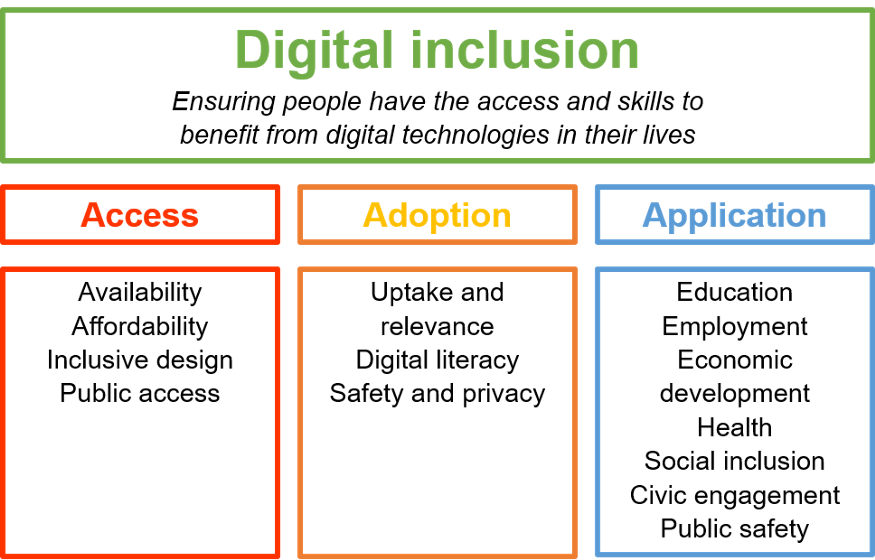 Digital inclusion
Ensuring people have the access and skills to
benefit from digital technologies in their lives
Access
Availability
Affordability
Inclusive design
Public access
Adoption
Uptake and
relevance
Digital literacy
Safety and privacy
Application
Education
Employment
Economic
development
Health
Social inclusion
Civic engagement
Public safety